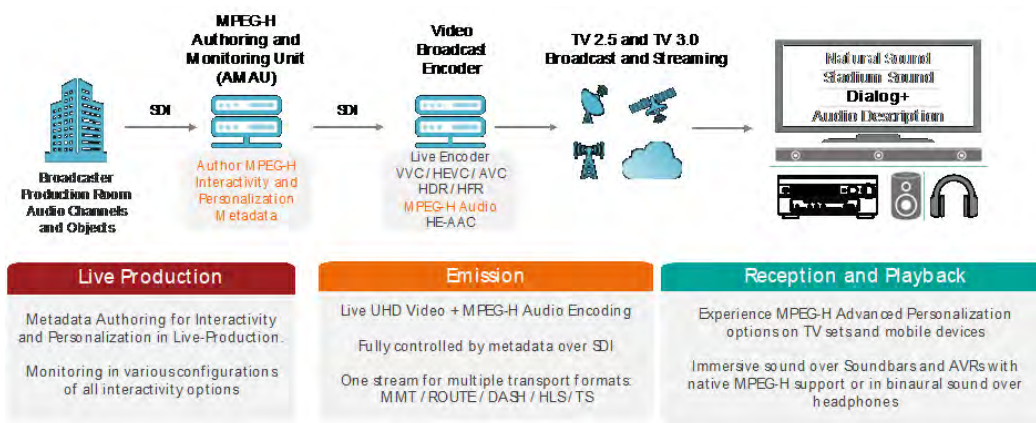 MPEG-H
Authoring and
Monitoring Unit
(AMAU)
Video
Broadcast
Encoder
TV 2.5 and TV 3.0
Broadcast and Streaming
Natural Sound
Stadium Sound
Dialog+
Audio Description
SDI
SDI
Broadcaster
Production Room
Audio Channels
and Objects
Author MPEG-H
Interactivity and
Personalization
Metadata
Live Encoder
VVC / HEVC / AVC
HDR / HFR
MPEG-H Audio
HE-AAC
Live Production
Metadata Authoring for Interactivity
and Personalization in Live-Production.
Monitoring in various configurations
of all interactivity options
Emission
Live UHD Video + MPEG-H Audio Encoding
Fully controlled by metadata over SDI
One stream for multiple transport formats:
MMT / ROUTE / DASH / HLS / TS
Reception and Playback
Experience MPEG-H Advanced Personalization
options on TV sets and mobile devices
Immersive sound over Soundbars and AVRs with
native MPEG-H support or in binaural sound over
headphones